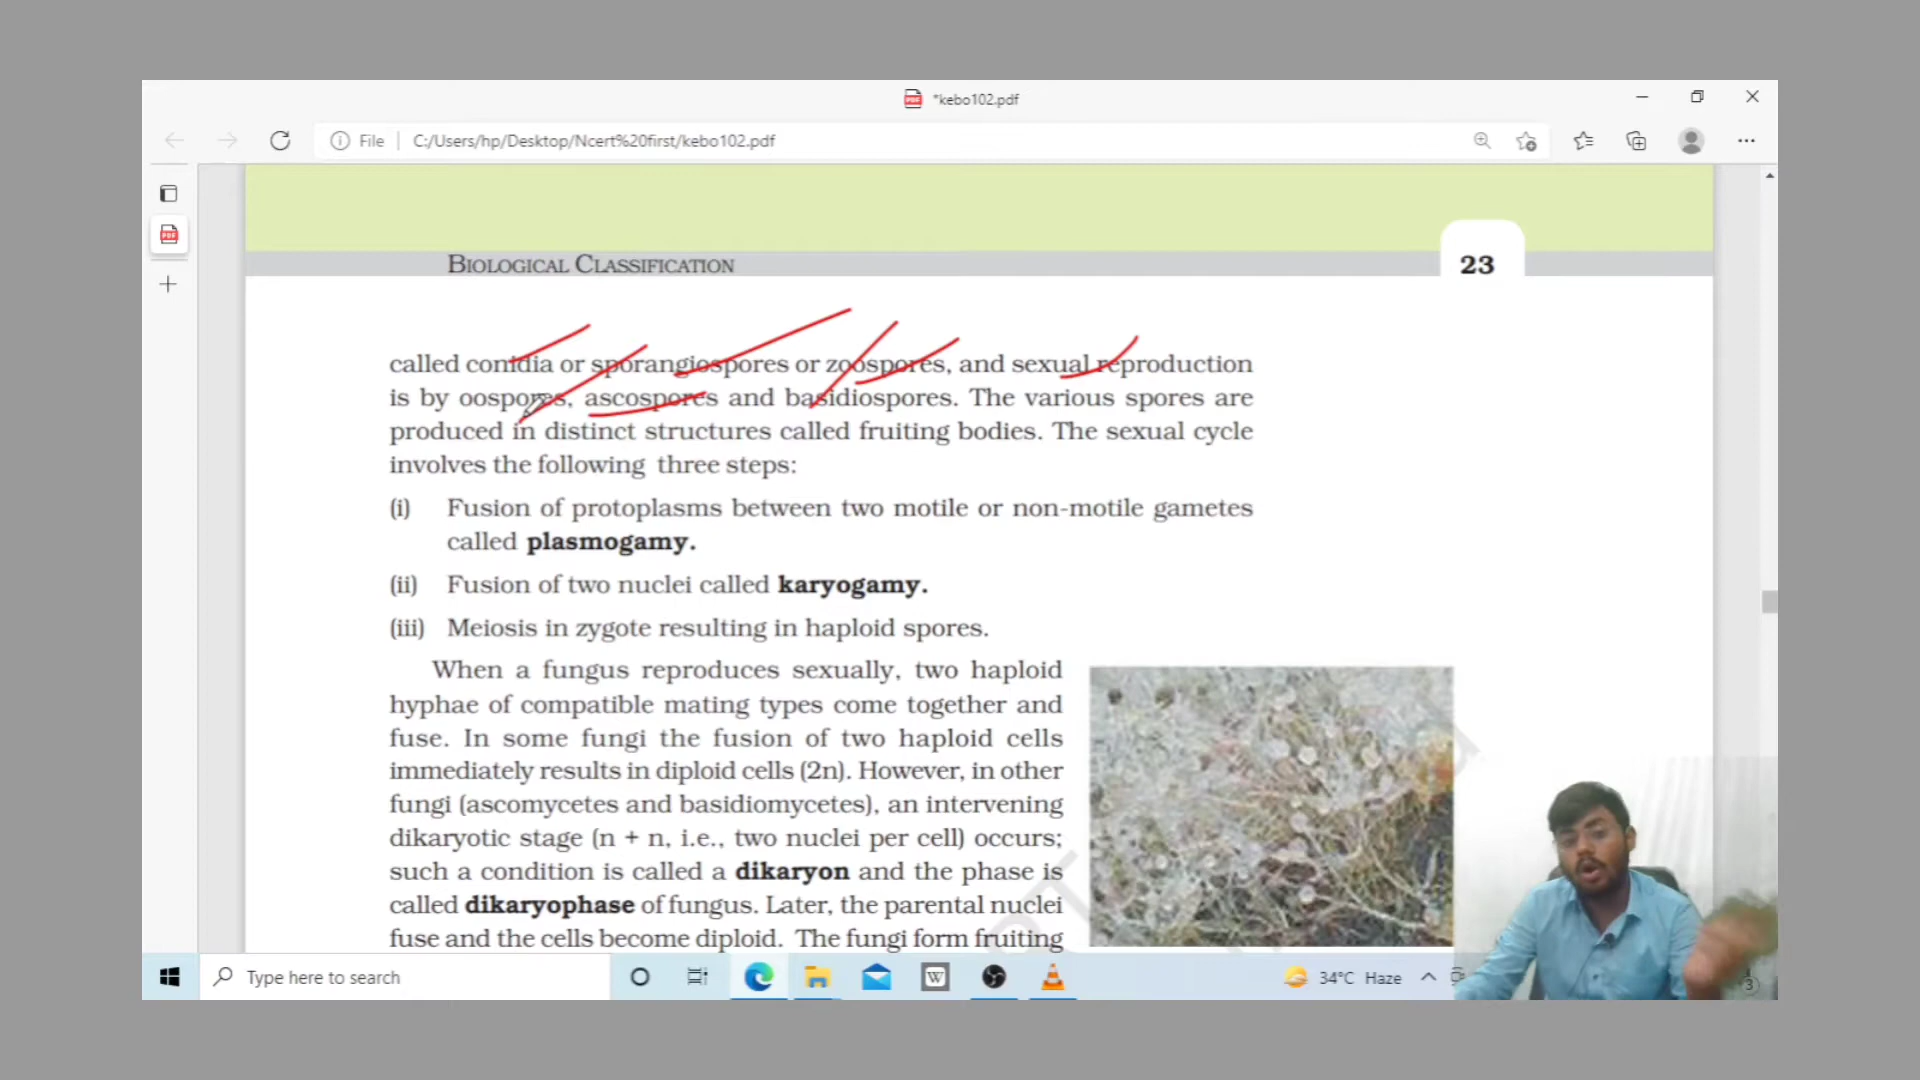 *kebo102.pdf
File C:/Users/hp/Desktop/Ncert%20first/kebo102.pdf
BIOLOGICAL CLASSIFICATION
23
called conidia or sporangiospores or zoospores, and sexual reproduction
is by oospores, ascospores and basidiospores. The various spores are
produced in distinct structures called fruiting bodies. The sexual cycle
involves the following three steps:
(i) Fusion of protoplasms between two motile or non-motile gametes
called plasmogamy.
(ii) Fusion of two nuclei called karyogamy.
(iii) Meiosis in zygote resulting in haploid spores.
When a fungus reproduces sexually, two haploid
hyphae of compatible mating types come together and
fuse. In some fungi the fusion of two haploid cells
immediately results in diploid cells (2n). However, in other
fungi (ascomycetes and basidiomycetes), an intervening
dikaryotic stage (n + n, i.e., two nuclei per cell) occurs;
such a condition is called a dikaryon and the phase is
called dikaryophase of fungus. Later, the parental nuclei
fuse and the cells become diploid. The fungi form fruiting
Type here to search
W
34°C Haze
3